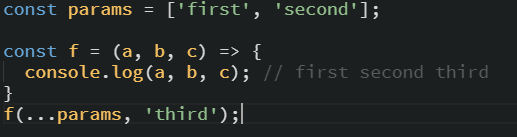 const params = ['first', 'second'];
const f = (a, b, c) => {
  console.log(a, b, c); // first second third
}
f(...params, 'third');